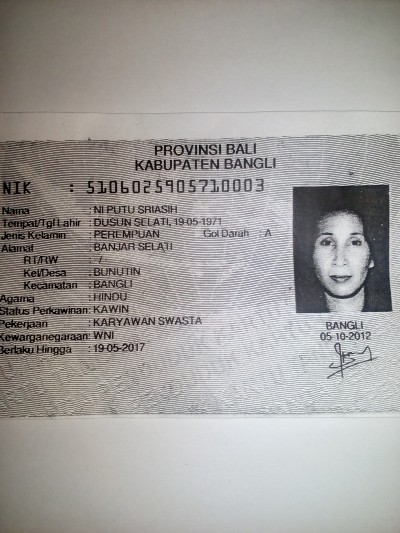 PROVINSI BALI
KABUPATEN BANGLI
NIK : 5106025905710003
Nama : NI PUTU SRIASIH
Tempat/Tgl Lahir : DUSUN SELATI, 19-05-1971
Jenis Kelamin : PEREMPUAN Gol Darah : A
Alamat : BANJAR SELATI
RT/RW : /
Kel/Desa : BUNUTIN
Kecamatan : BANGLI
Agama : HINDU
Status Perkawinan : KAWIN
Pekerjaan : KARYAWAN SWASTA
Kewarganegaraan : WNI
Berlaku Hingga : 19-05-2017
BANGLI
05-10-2012